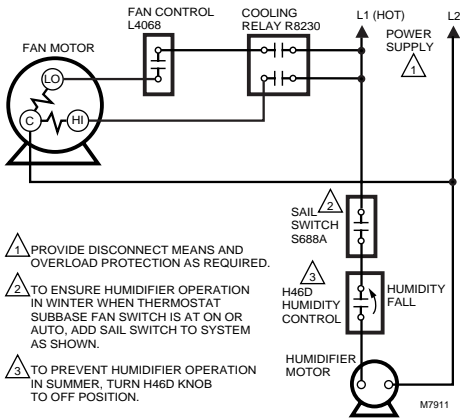 FAN CONTROL
L4068
COOLING
RELAY R8230
L1 (HOT)
L2
POWER
SUPPLY
1
FAN MOTOR
LO
C
HI
2
SAIL
SWITCH
S688A
3
H46D
HUMIDITY
CONTROL
HUMIDITY
FALL
HUMIDIFIER
MOTOR
1 PROVIDE DISCONNECT MEANS AND
OVERLOAD PROTECTION AS REQUIRED.
2 TO ENSURE HUMIDIFIER OPERATION
IN WINTER WHEN THERMOSTAT
SUBBASE FAN SWITCH IS AT ON OR
AUTO, ADD SAIL SWITCH TO SYSTEM
AS SHOWN.
3 TO PREVENT HUMIDIFIER OPERATION
IN SUMMER, TURN H46D KNOB
TO OFF POSITION.
M7911